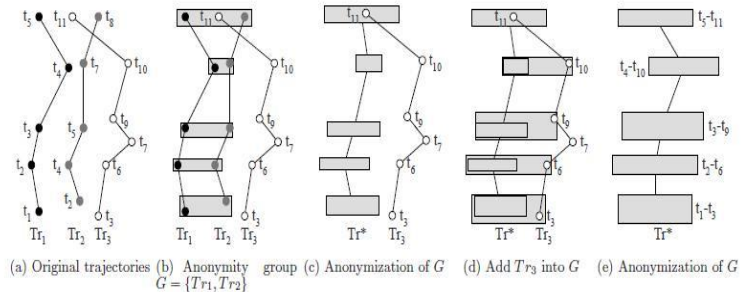 t5 t11 t8
t7
t4 t10
t3 t5 t9
t7
t2 t4 t6
t2
t1 t3
Tr1 Tr2 Tr3
(a) Original trajectories
t11
t10
t9
t7
t6
t3
Tr1 Tr2 Tr3
(b) Anonymity group
G = {Tr1, Tr2}
t11
t10
t9
t7
t6
t3
Tr* Tr3
(c) Anonymization of G
t11
t10
t9
t7
t6
t3
Tr* Tr3
(d) Add Tr3 into G
t5-t11
t4-t10
t3-t9
t2-t6
t1-t3
Tr*
(e) Anonymization of G